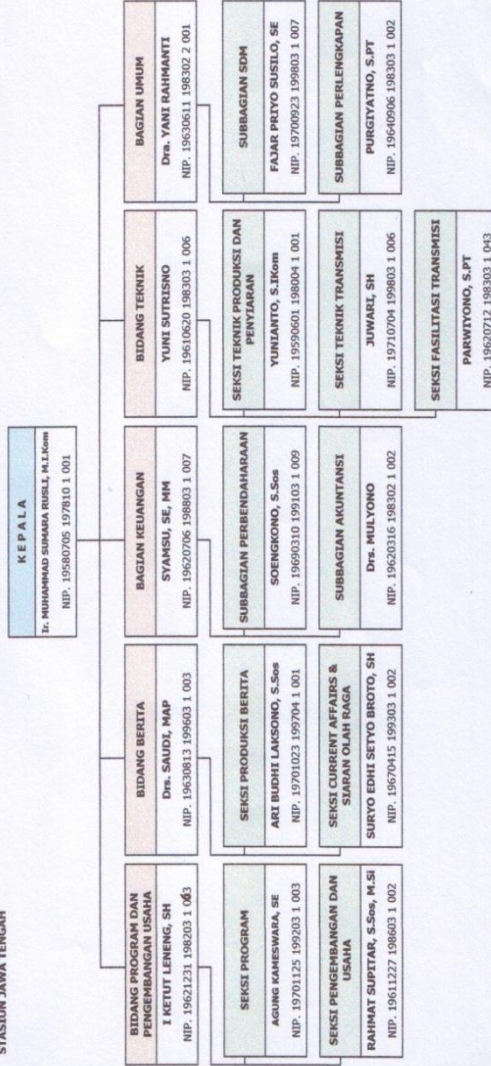 STASIUN JAWA TENGAH
KEPALA
Ir. MUHAMMAD SUMARA RUSLI, M.I.Kom
NIP. 19580705 197810 1 001
BIDANG PROGRAM DAN
PENGEMBANGAN USAHA
I KETUT LENENG, SH
NIP. 19621231 198203 1 003
SEKSI PROGRAM
AGUNG KAMESWARA, SE
NIP. 19701125 199203 1 003
SEKSI PENGEMBANGAN DAN
USAHA
RAHMAT SUPITAR, S.Sos, M.Si
NIP. 19611227 198603 1 002
BIDANG BERITA
Drs. SAUDI, MAP
NIP. 19630813 199603 1 003
SEKSI PRODUKSI BERITA
ARI BUDHI LAKSONO, S.Sos
NIP. 19701023 199704 1 001
SEKSI CURRENT AFFAIRS &
SIARAN OLAH RAGA
SURYO EDHI SETYO BROTO, SH
NIP. 19670415 199303 1 002
BAGIAN KEUANGAN
SYAMSU, SE, MM
NIP. 19620706 198803 1 007
SUBBAGIAN PERBENDAHARAAN
SOENGKONO, S.Sos
NIP. 19690310 199103 1 009
SUBBAGIAN AKUNTANSI
Drs. MULYONO
NIP. 19620316 198302 1 002
BIDANG TEKNIK
YUNI SUTRISNO
NIP. 19610620 198303 1 006
SEKSI TEKNIK PRODUKSI DAN
PENYIARAN
YUNIANTO, S.IKom
NIP. 19590601 198004 1 001
SEKSI TEKNIK TRANSMISI
JUWARI, SH
NIP. 19710704 199803 1 006
SEKSI FASILITASI TRANSMISI
PARWIYONO, S.PT
NIP. 19620712 198303 1 043
BAGIAN UMUM
Dra. YANI RAHMANTI
NIP. 19630611 198302 2 001
SUBBAGIAN SDM
FAJAR PRIYO SUSILO, SE
NIP. 19700923 199803 1 007
SUBBAGIAN PERLENGKAPAN
PURGIYATNO, S.PT
NIP. 19640906 198303 1 002